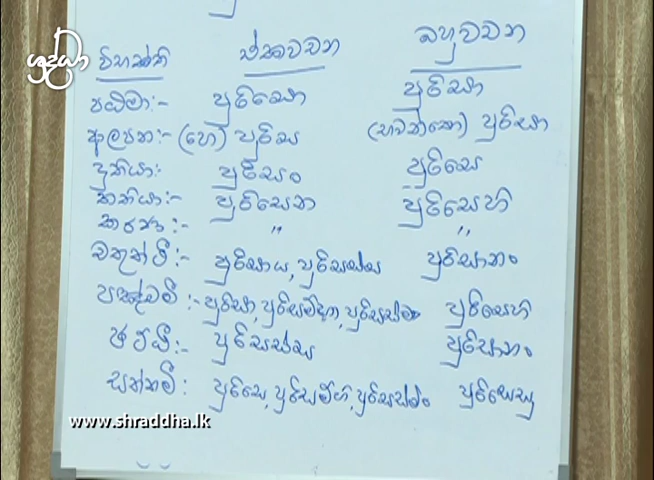 ශ්‍රද්ධා
විභක්ති ඒකවචන බහුවචන
පඨමා:- පුරිසො පුරිසා
ආලපන:- (හෙ) පුරිස (භවන්තො) පුරිසා
දුතියා:- පුරිසං පුරිසෙ
තතියා:- පුරිසෙන පුරිසෙහි
කරණ:- " "
චතුත්ථී:- පුරිසාය, පුරිසස්ස පුරිසානං
පඤ්චමී:- පුරිසා, පුරිසම්හා, පුරිසස්මා පුරිසෙහි
ඡට්ඨී:- පුරිසස්ස පුරිසානං
සත්තමී: පුරිසෙ, පුරිසම්හි, පුරිසස්මිං පුරිසෙසු
www.shraddha.lk